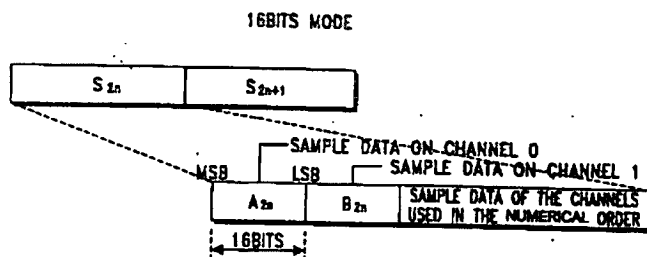 16BITS MODE
S2n S2n+1
SAMPLE DATA ON CHANNEL 0
MSB LSB SAMPLE DATA ON CHANNEL 1
A2n B2n SAMPLE DATA OF THE CHANNELS
USED IN THE NUMERICAL ORDER
16BITS